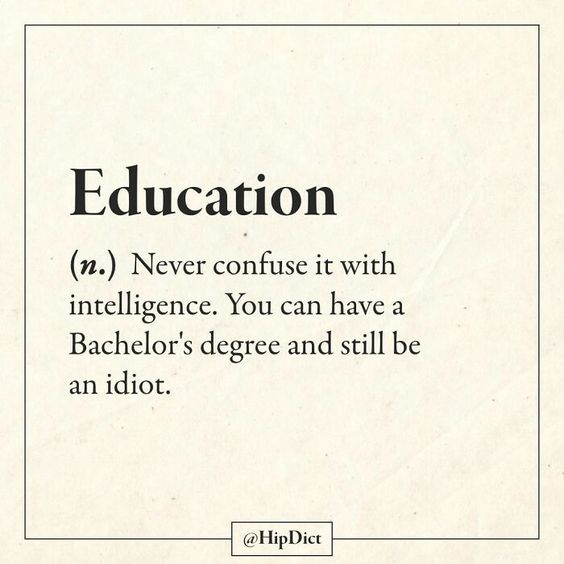 Education
(n.) Never confuse it with
intelligence. You can have a
Bachelor's degree and still be
an idiot.
@HipDict